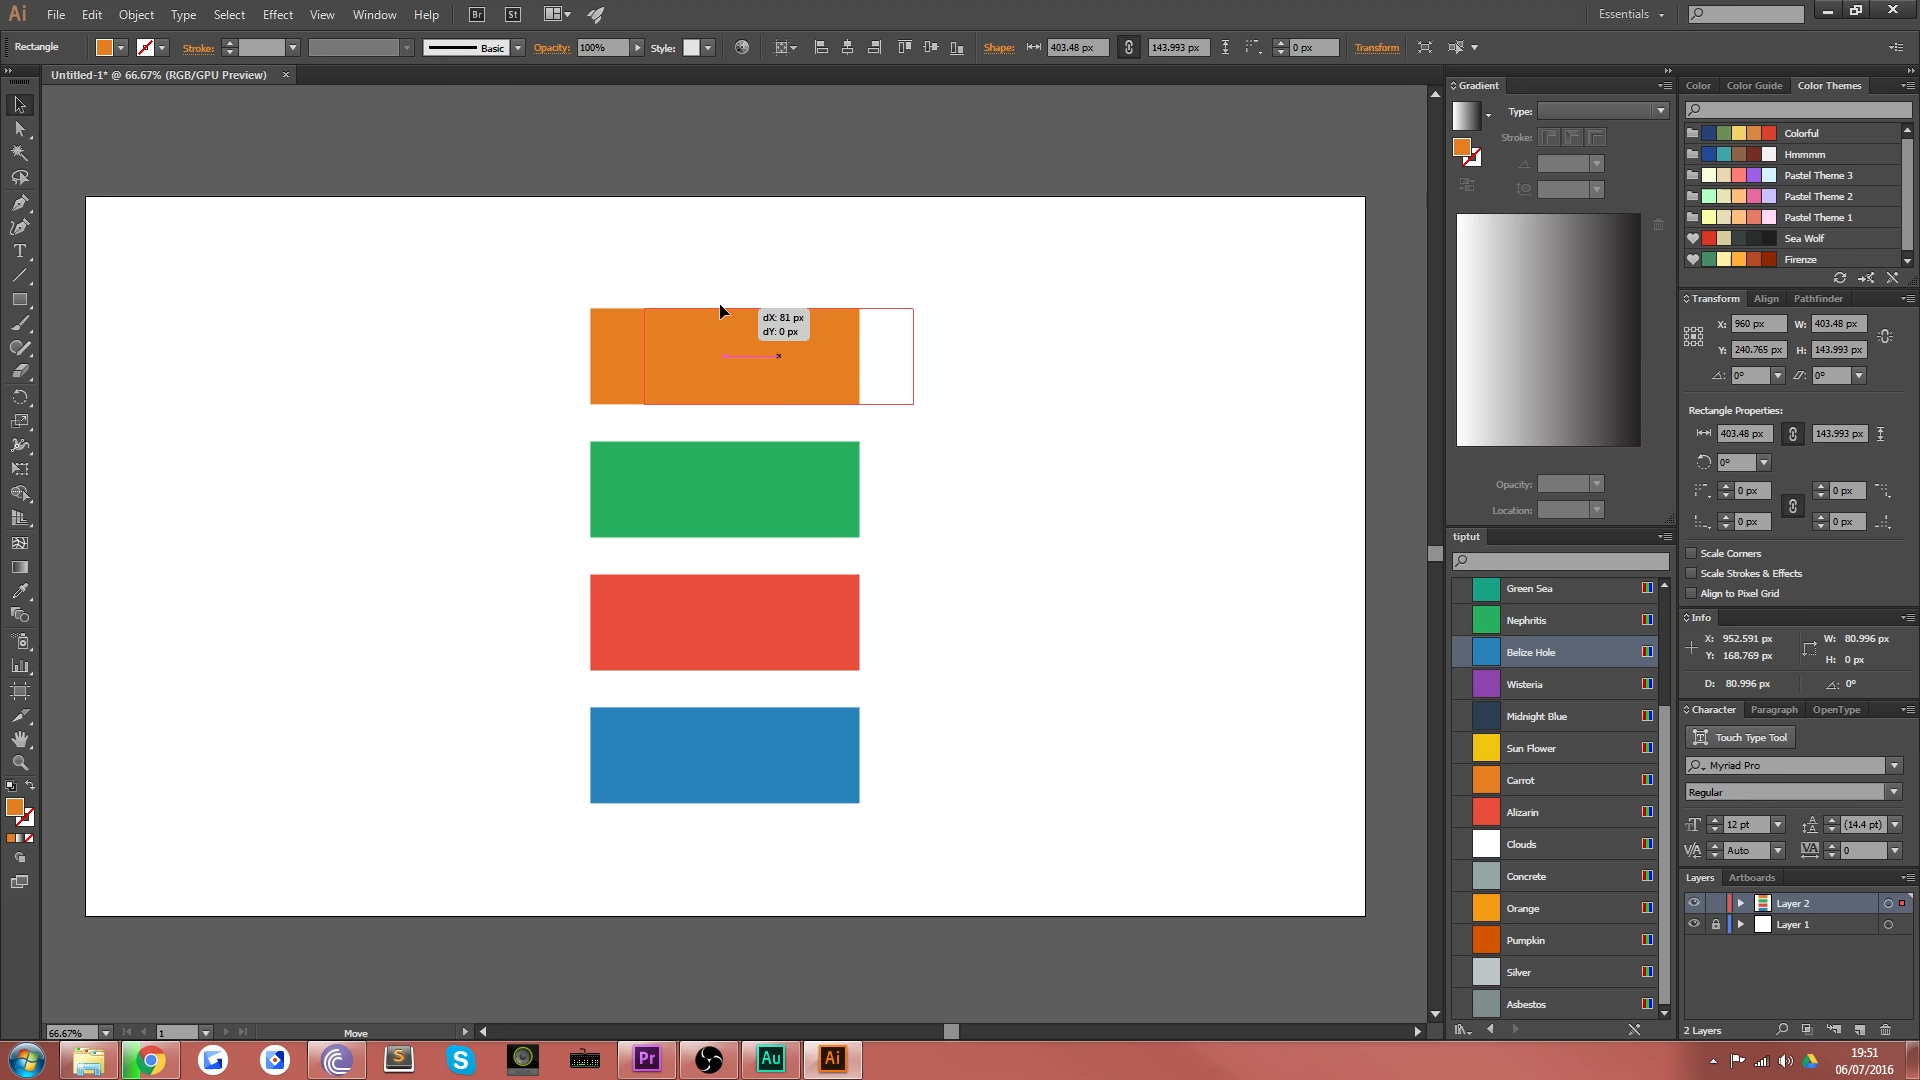 Ai File Edit Object Type Select Effect View Window Help Br St Essentials
Rectangle Stroke: Basic Opacity: 100% Style: Shape: 403.48 px 143.993 px 0 px Transform
Untitled-1* @ 66.67% (RGB/GPU Preview) ×
Gradient
Type:
Stroke:
Opacity:
Location:
Color Color Guide Color Themes
Colorful
Hmmmm
Pastel Theme 3
Pastel Theme 2
Pastel Theme 1
Sea Wolf
Firenze
dX: 81 px
dY: 0 px
Transform Align Pathfinder
X: 960 px W: 403.48 px
Y: 240.765 px H: 143.993 px
0° 0°
Rectangle Properties:
403.48 px 143.993 px
0°
0 px 0 px
0 px 0 px
Scale Corners
Scale Strokes & Effects
Align to Pixel Grid
tiptut
Green Sea
Nephritis
Belize Hole
Wisteria
Midnight Blue
Sun Flower
Carrot
Alizarin
Clouds
Concrete
Orange
Pumpkin
Silver
Asbestos
Info
X: 952.591 px W: 80.996 px
Y: 168.769 px H: 0 px
D: 80.996 px 0°
Character Paragraph OpenType
Touch Type Tool
Myriad Pro
Regular
12 pt (14.4 pt)
Auto 0
Layers Artboards
Layer 2
Layer 1
2 Layers
66.67% 1 Move
Pr Au Ai
19:51
06/07/2016